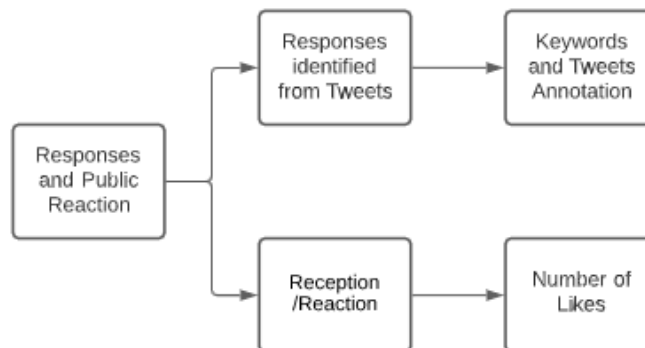 Responses
identified
from Tweets
Keywords
and Tweets
Annotation
Responses
and Public
Reaction
Reception
/Reaction
Number of
Likes